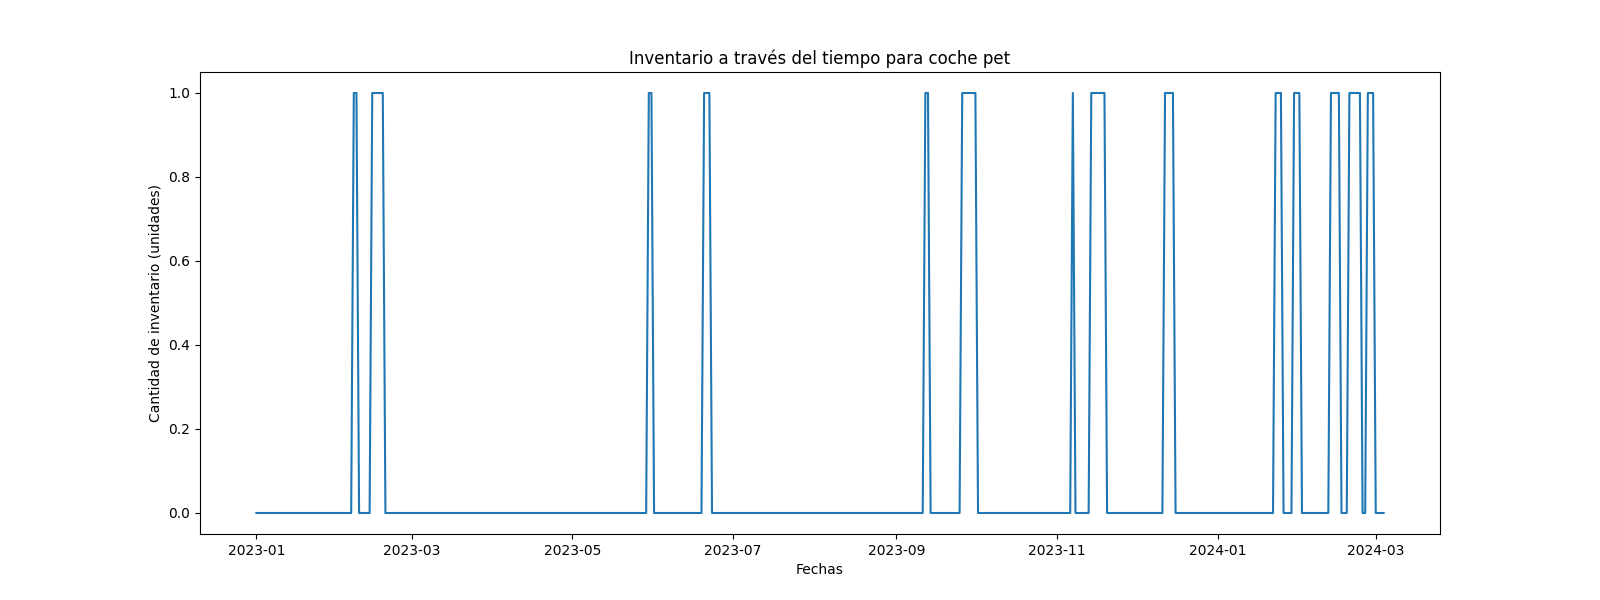 Inventario a través del tiempo para coche pet
Cantidad de inventario (unidades)
1.0
0.8
0.6
0.4
0.2
0.0
2023-01 2023-03 2023-05 2023-07 2023-09 2023-11 2024-01 2024-03
Fechas